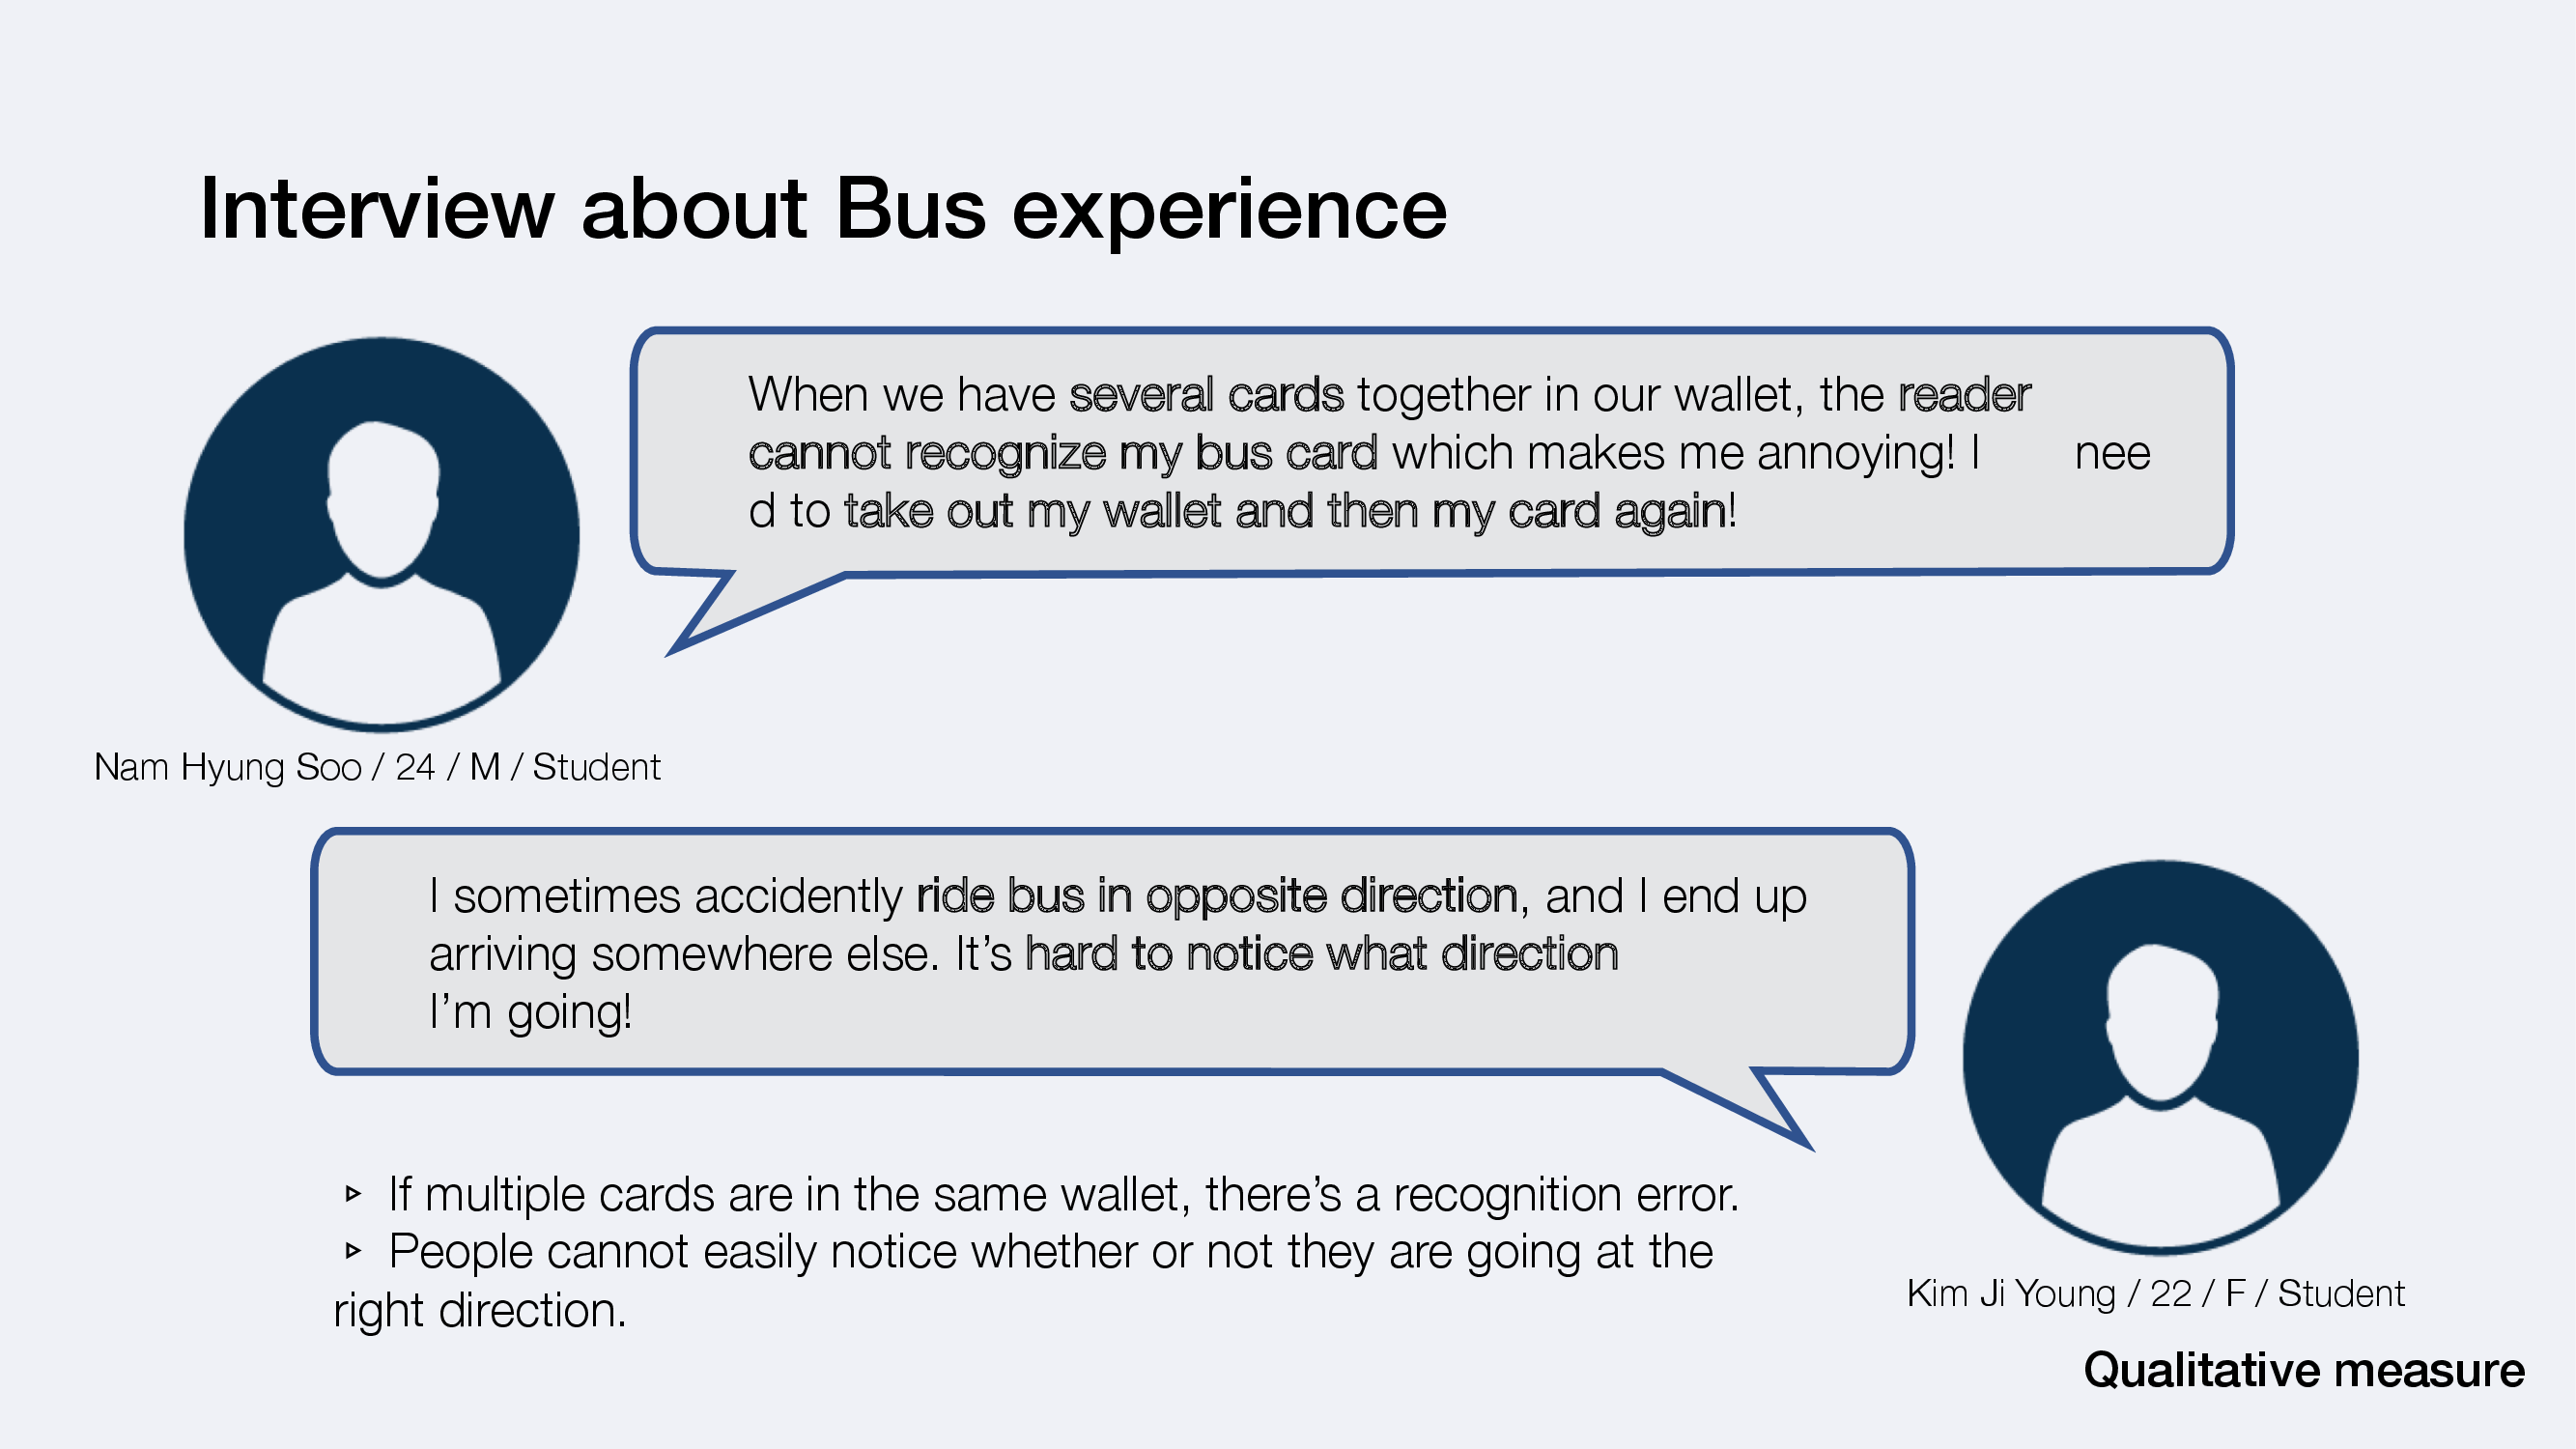 Interview about Bus experience
When we have several cards together in our wallet, the reader
cannot recognize my bus card which makes me annoying! I nee
d to take out my wallet and then my card again!
Nam Hyung Soo / 24 / M / Student
I sometimes accidently ride bus in opposite direction, and I end up
arriving somewhere else. It’s hard to notice what direction
I’m going!
▹ If multiple cards are in the same wallet, there’s a recognition error.
▹ People cannot easily notice whether or not they are going at the
right direction.
Kim Ji Young / 22 / F / Student
Qualitative measure